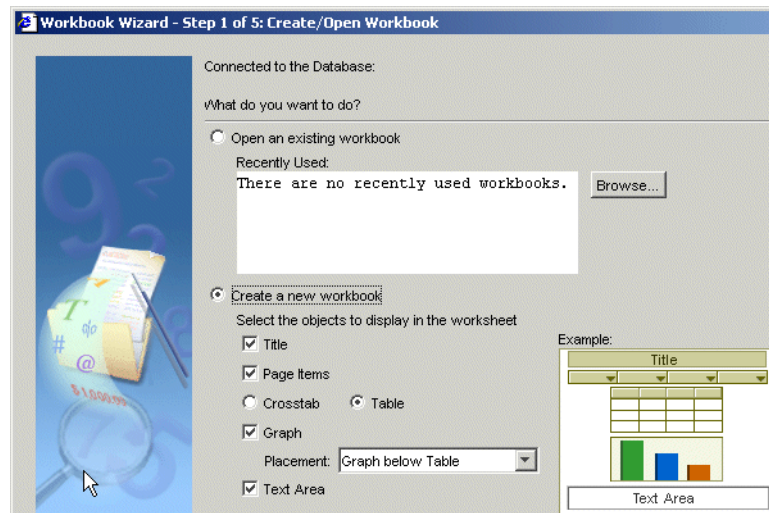 Workbook Wizard - Step 1 of 5: Create/Open Workbook
Connected to the Database:
What do you want to do?
Open an existing workbook
Recently Used:
There are no recently used workbooks.
Browse...
Create a new workbook
Select the objects to display in the worksheet
Title
Page Items
Crosstab Table
Graph
Placement: Graph below Table
Text Area
Example:
Title
Text Area
#
@
$1,000.99